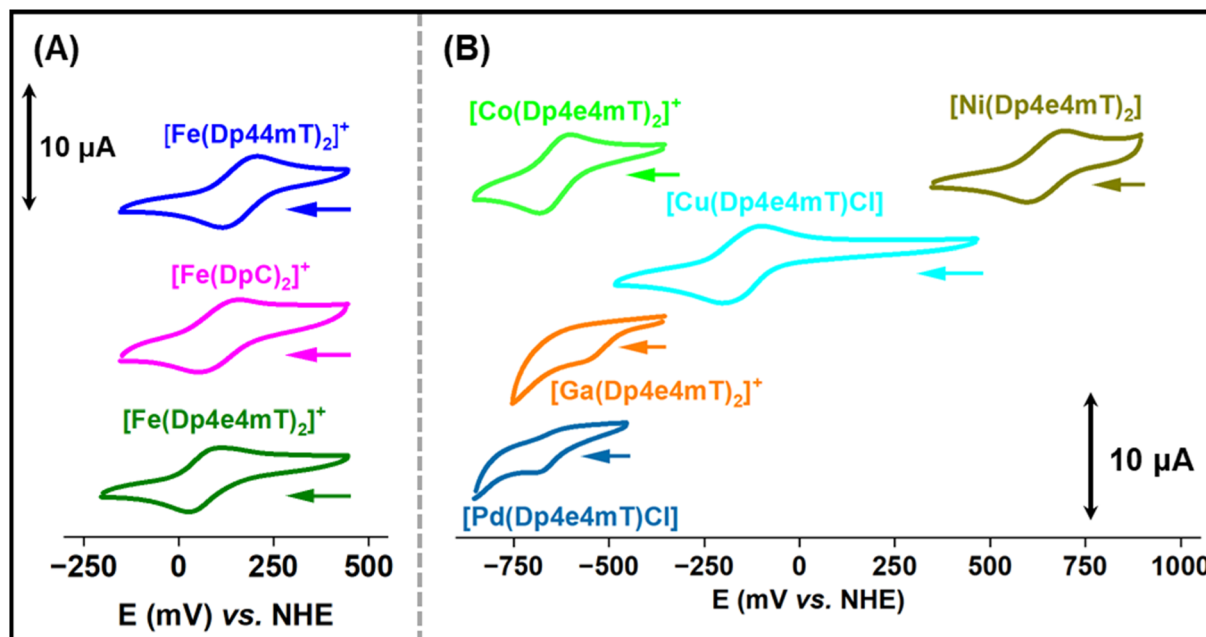 (A)
10 µA
[Fe(Dp44mT)₂]⁺
[Fe(DpC)₂]⁺
[Fe(Dp4e4mT)₂]⁺
−250 0 250 500
E (mV) vs. NHE
(B)
[Co(Dp4e4mT)₂]⁺
[Ni(Dp4e4mT)₂]
[Cu(Dp4e4mT)Cl]
[Ga(Dp4e4mT)₂]⁺
[Pd(Dp4e4mT)Cl]
10 µA
−750 −500 −250 0 250 500 750 1000
E (mV vs. NHE)